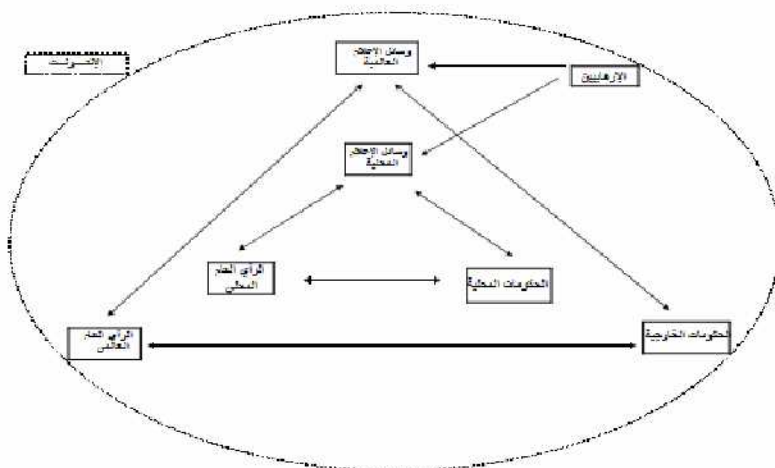 وسائل الإعلام
العالمية
الإنترنت
الإرهابيين
وسائل الإعلام
المحلية
الرأي العام
المحلي
الحكومات المحلية
الرأي العام
العالمي
الحكومات الخارجية